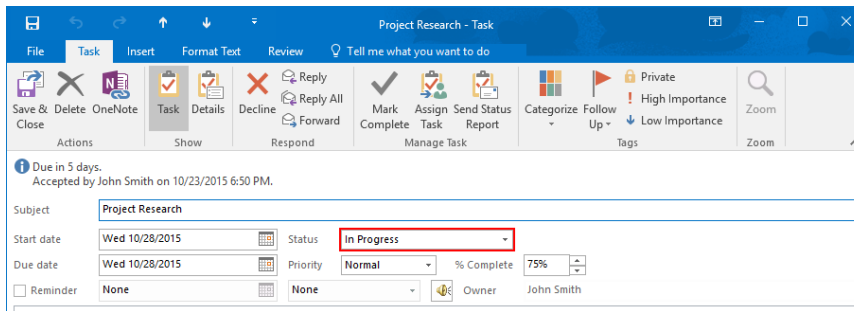 Project Research - Task
File Task Insert Format Text Review Tell me what you want to do
Save & Close Delete OneNote Task Details Decline Reply Reply All Forward Mark Complete Assign Task Send Status Report Categorize Follow Up Private High Importance Low Importance Zoom
Actions Show Respond Manage Task Tags Zoom
Due in 5 days.
Accepted by John Smith on 10/23/2015 6:50 PM.
Subject Project Research
Start date Wed 10/28/2015 Status In Progress
Due date Wed 10/28/2015 Priority Normal % Complete 75%
Reminder None None Owner John Smith